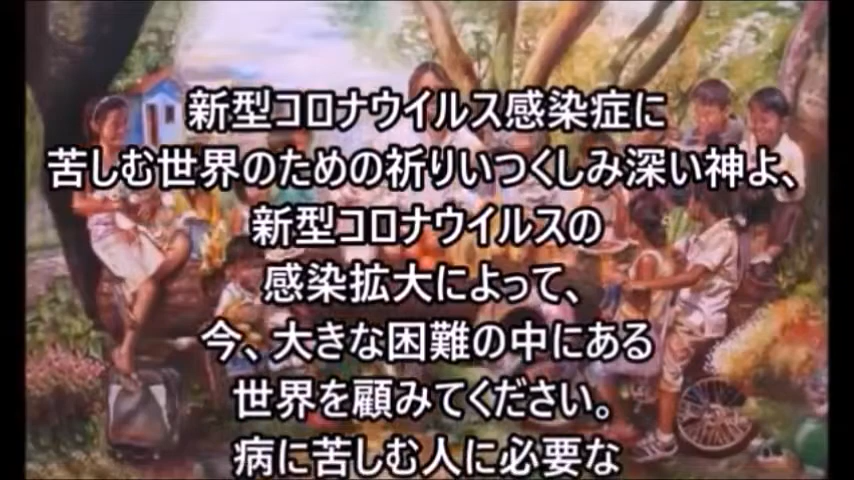 新型コロナウイルス感染症に
苦しむ世界のための祈りいつくしみ深い神よ、
新型コロナウイルスの
感染拡大によって、
今、大きな困難の中にある
世界を顧みてください。
病に苦しむ人に必要な